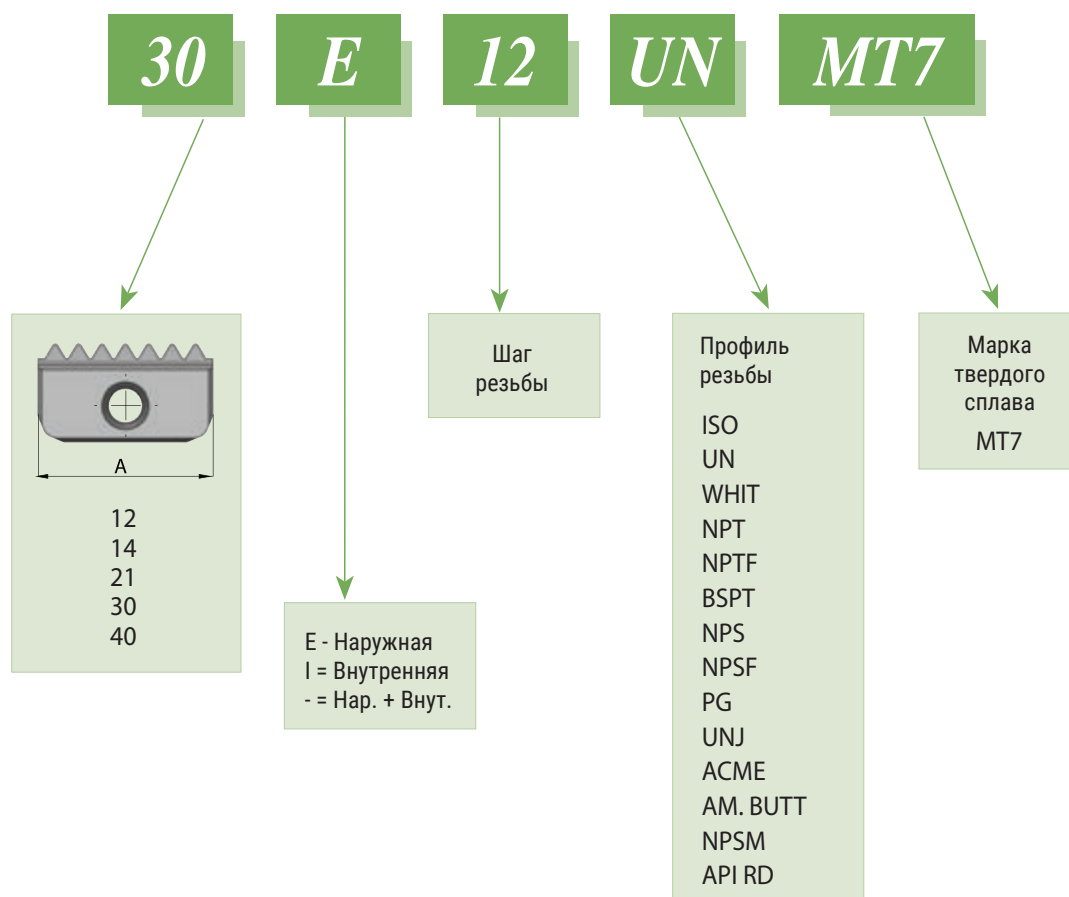 30 E 12 UN MT7
A
12
14
21
30
40
E - Наружная
I = Внутренняя
- = Нар. + Внут.
Шаг
резьбы
Профиль
резьбы
ISO
UN
WHIT
NPT
NPTF
BSPT
NPS
NPSF
PG
UNJ
ACME
AM. BUTT
NPSM
API RD
Марка
твердого
сплава
MT7